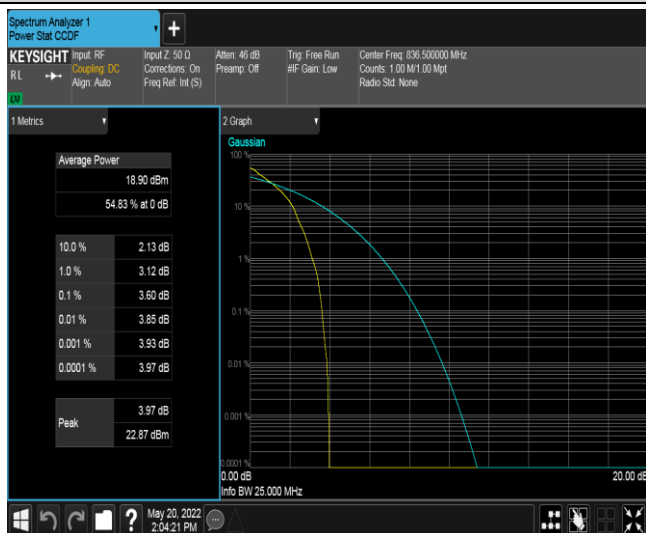 Spectrum Analyzer 1
Power Stat CCDF
+
KEYSIGHT
RL
LXI
Input: RF
Coupling: DC
Align: Auto
Input Z: 50 Ω
Corrections: On
Freq Ref: Int (S)
Atten: 46 dB
Preamp: Off
Trig: Free Run
#IF Gain: Low
Center Freq: 836.500000 MHz
Counts: 1.00 M/1.00 Mpt
Radio Std: None
1 Metrics
Average Power
18.90 dBm
54.83 % at 0 dB
10.0 % 2.13 dB
1.0 % 3.12 dB
0.1 % 3.60 dB
0.01 % 3.85 dB
0.001 % 3.93 dB
0.0001 % 3.97 dB
Peak
3.97 dB
22.87 dBm
2 Graph
Gaussian
100 %
10 %
1 %
0.1 %
0.01 %
0.001 %
0.0001 %
0.00 dB 20.00 dB
Info BW 25.000 MHz
?
May 20, 2022
2:04:21 PM